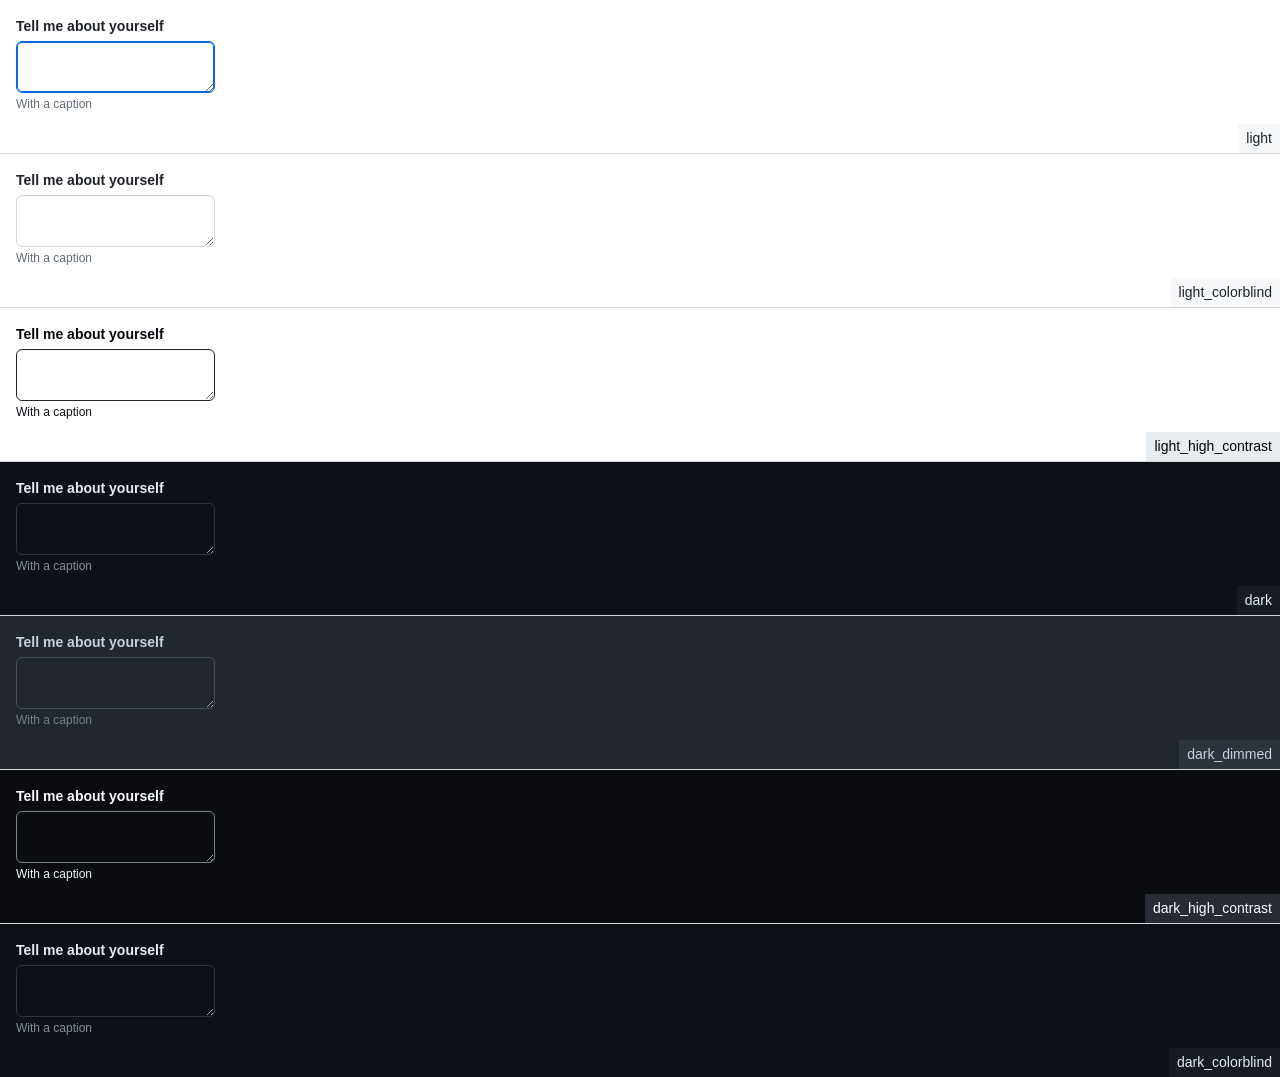 Tell me about yourself
With a caption
light
Tell me about yourself
With a caption
light_colorblind
Tell me about yourself
With a caption
light_high_contrast
Tell me about yourself
With a caption
dark
Tell me about yourself
With a caption
dark_dimmed
Tell me about yourself
With a caption
dark_high_contrast
Tell me about yourself
With a caption
dark_colorblind